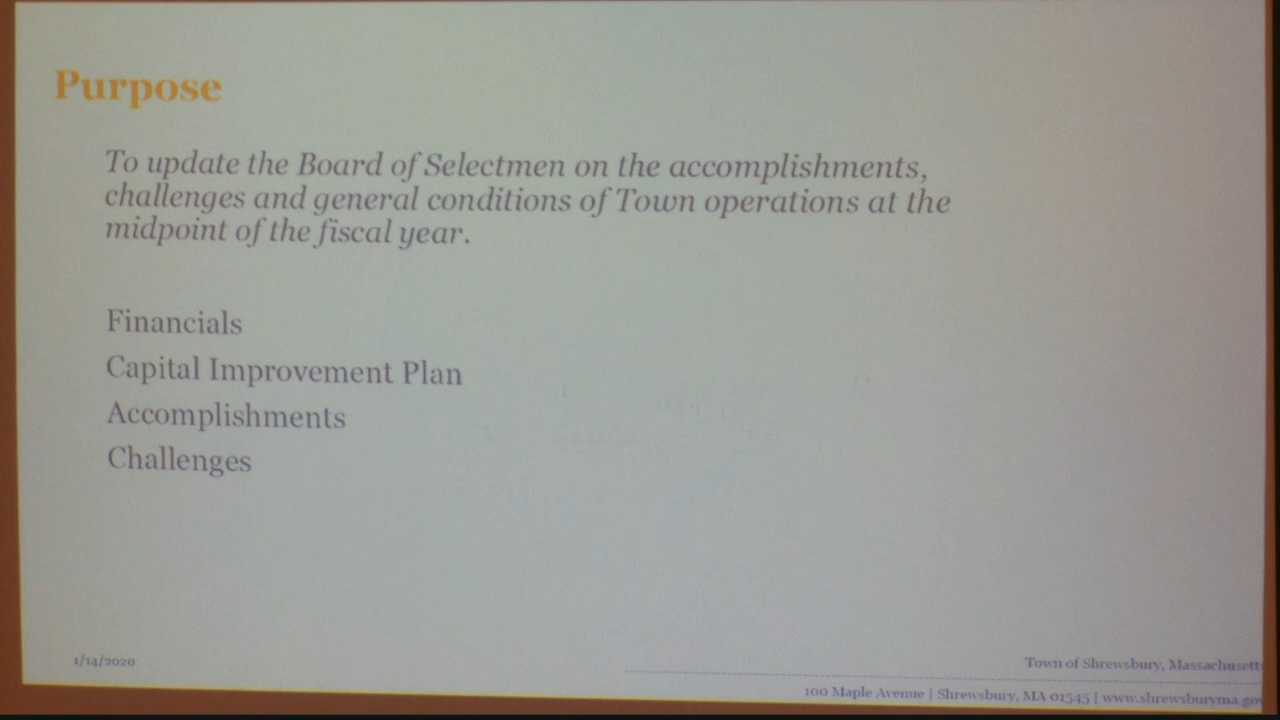 Purpose
To update the Board of Selectmen on the accomplishments,
challenges and general conditions of Town operations at the
midpoint of the fiscal year.
Financials
Capital Improvement Plan
Accomplishments
Challenges
1/14/2020
Town of Shrewsbury, Massachusetts
100 Maple Avenue | Shrewsbury, MA 01545 | www.shrewsburyma.gov